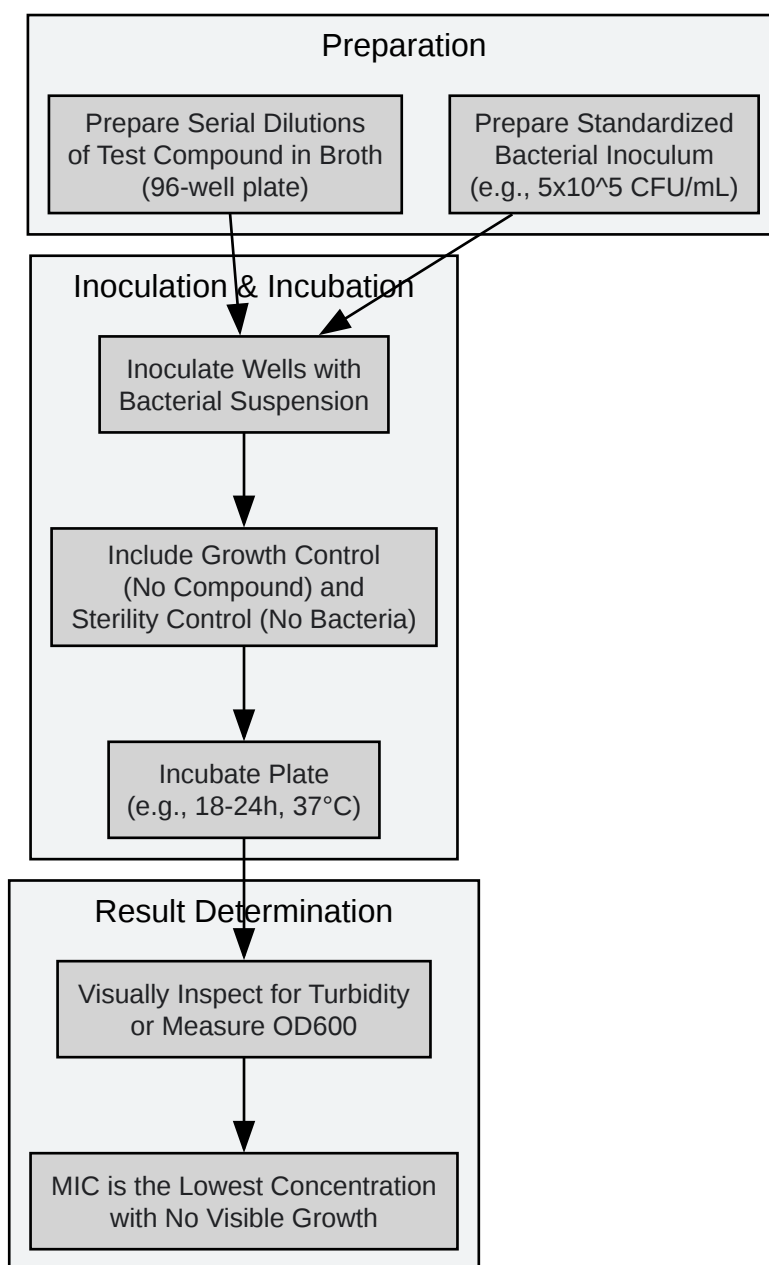 Preparation
Prepare Serial Dilutions
of Test Compound in Broth
(96-well plate)
Prepare Standardized
Bacterial Inoculum
(e.g., 5x10^5 CFU/mL)
Inoculation & Incubation
Inoculate Wells with
Bacterial Suspension
Include Growth Control
(No Compound) and
Sterility Control (No Bacteria)
Incubate Plate
(e.g., 18-24h, 37°C)
Result Determination
Visually Inspect for Turbidity
or Measure OD600
MIC is the Lowest Concentration
with No Visible Growth